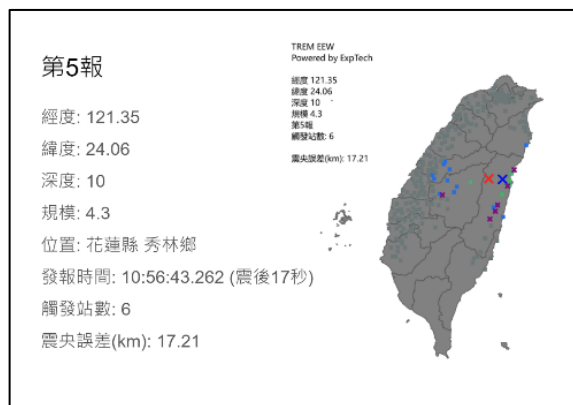 第5報
經度: 121.35
緯度: 24.06
深度: 10
規模: 4.3
位置: 花蓮縣 秀林鄉
發報時間: 10:56:43.262 (震後17秒)
觸發站數: 6
震央誤差(km): 17.21
TREM EEW
Powered by ExpTech
經度 121.35
緯度 24.06
深度 10
規模 4.3
第5報
觸發站數: 6
震央誤差(km): 17.21